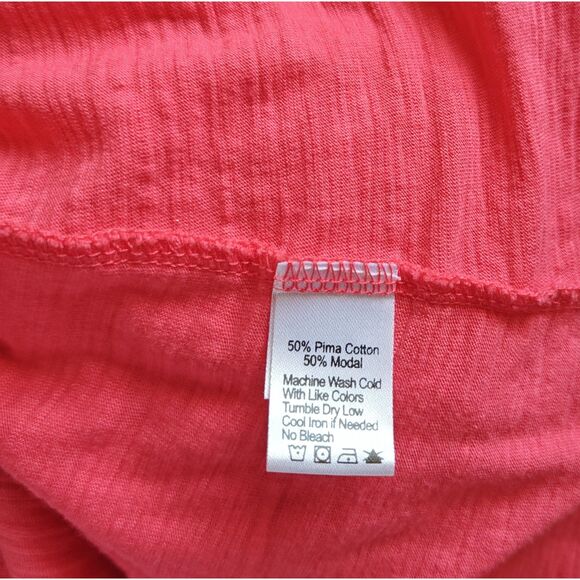 50% Pima Cotton
50% Modal
Machine Wash Cold
With Like Colors
Tumble Dry Low
Cool Iron if Needed
No Bleach